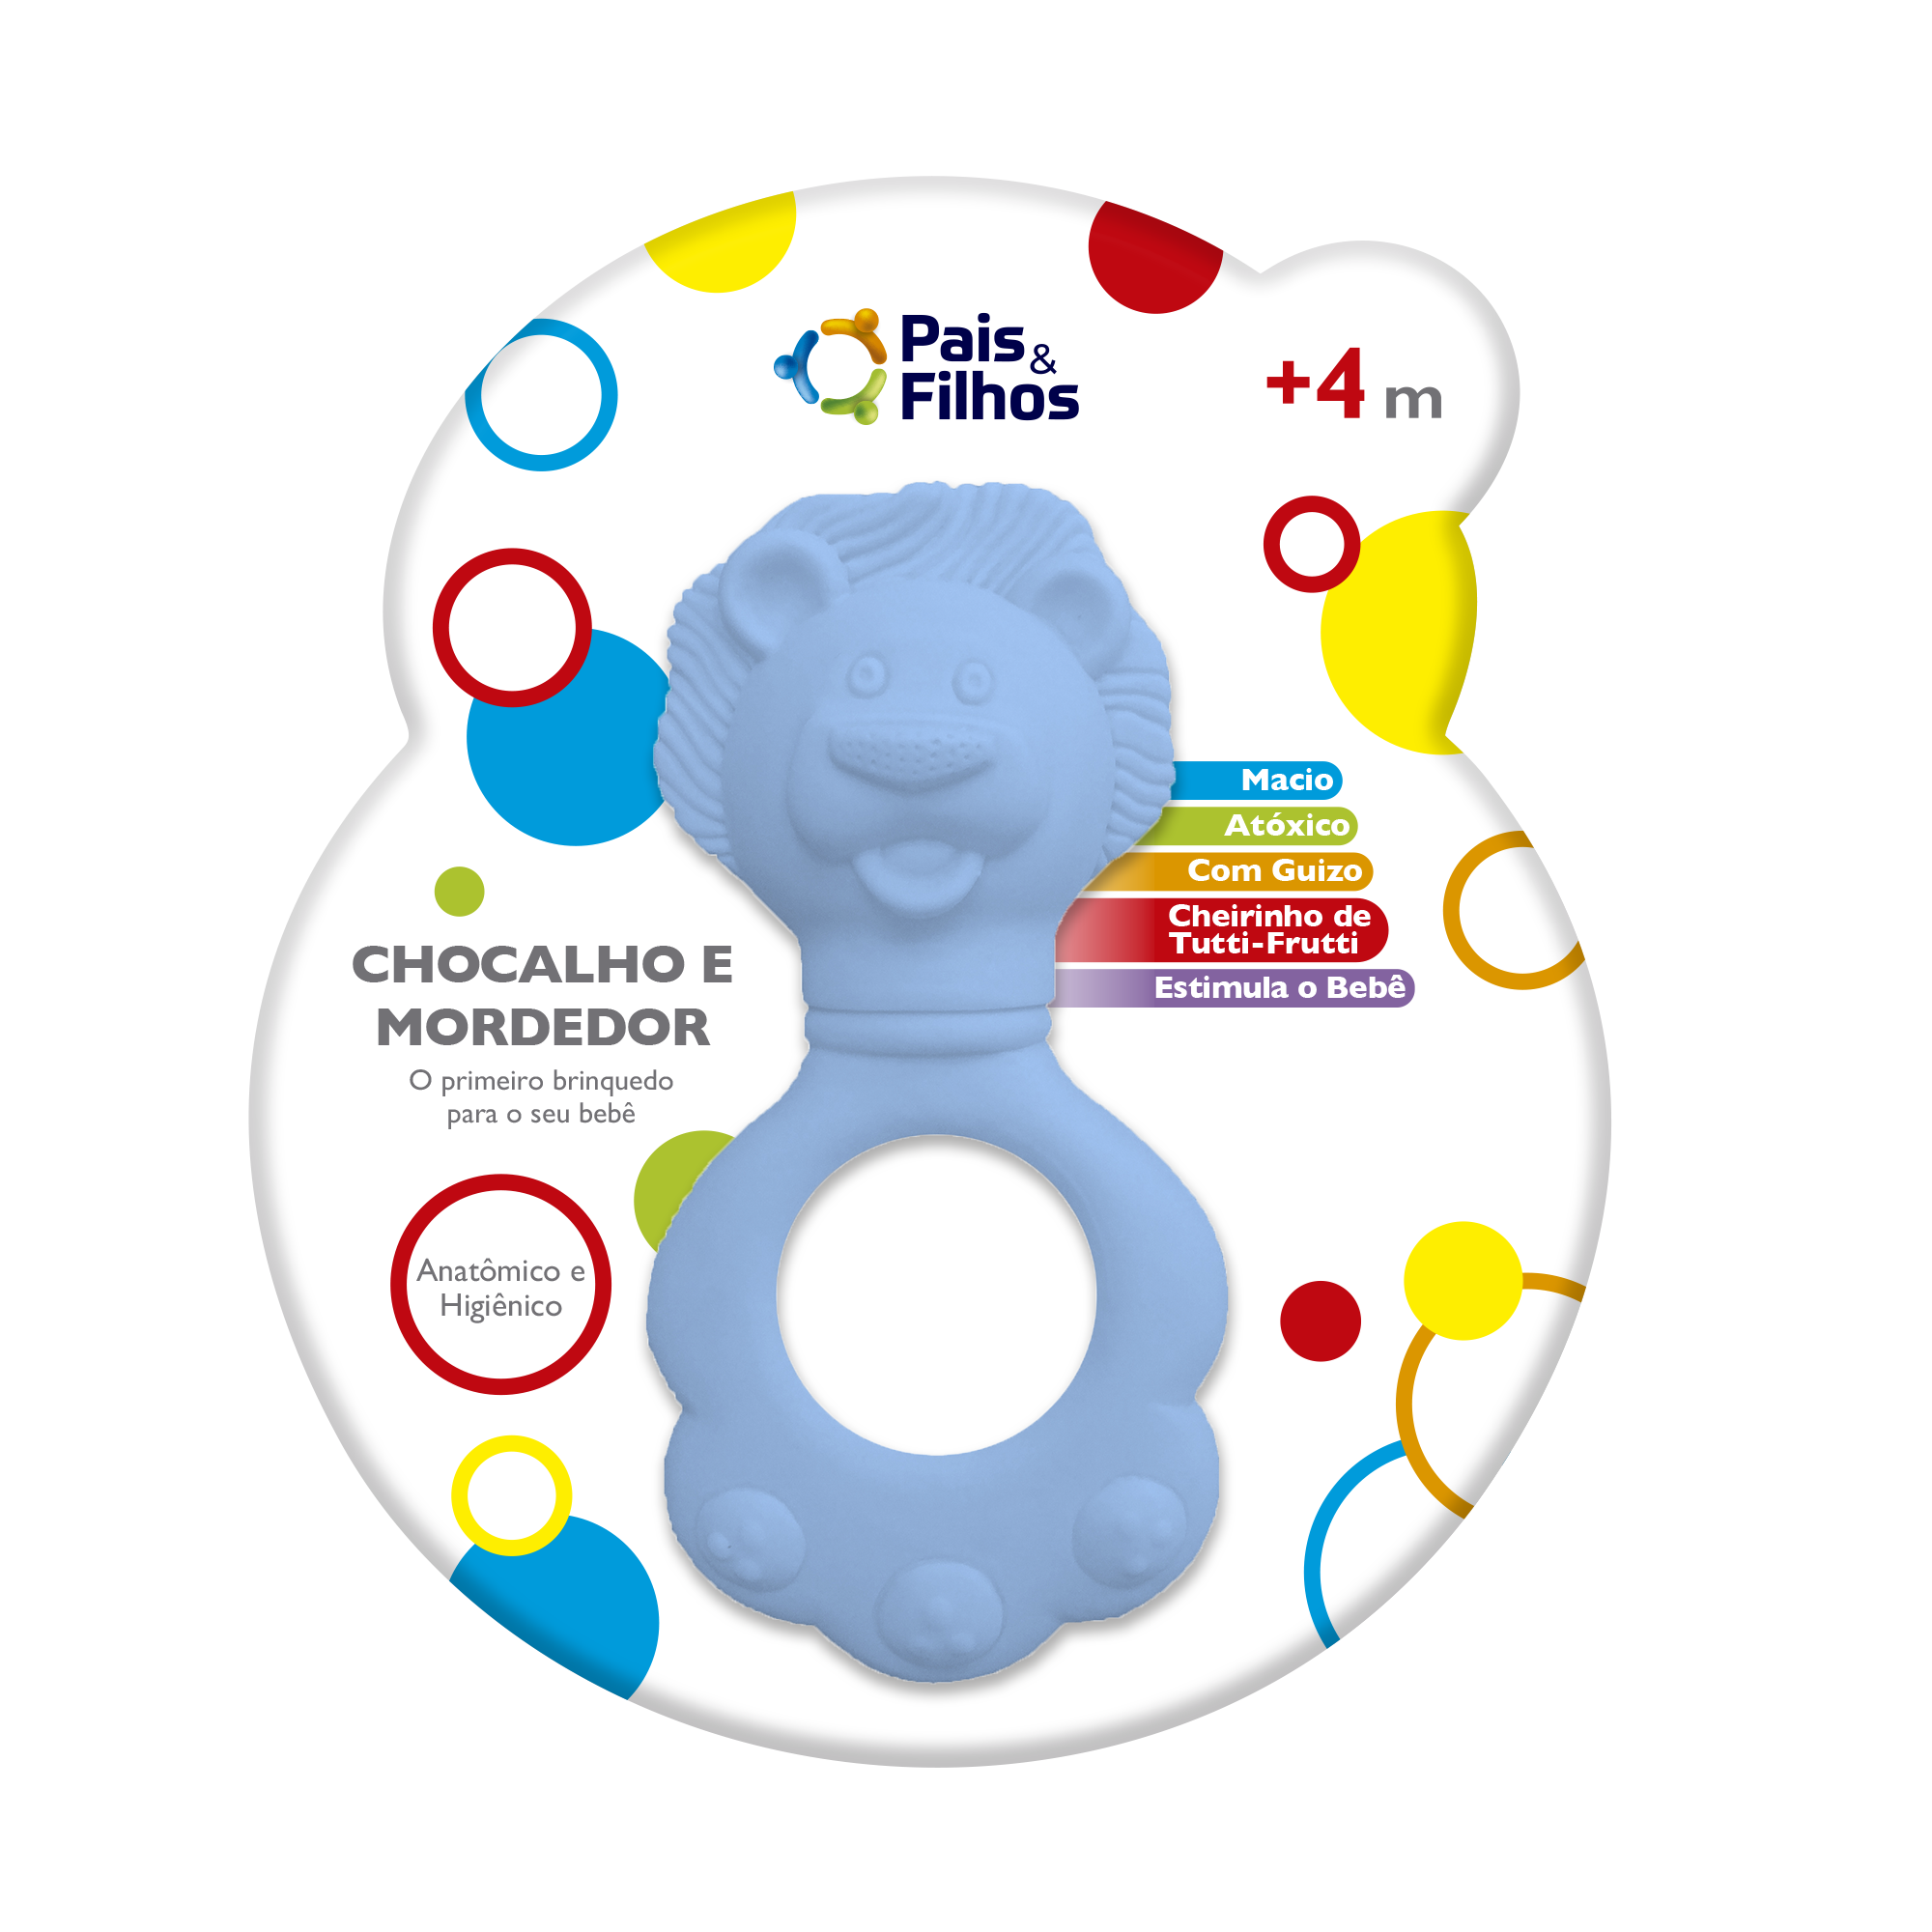 Pais &
Filhos
+4 m
Macio
Atóxico
Com Guizo
Cheirinho de
Tutti-Frutti
Estimula o Bebê
CHOCALHO E
MORDEDOR
O primeiro brinquedo
para o seu bebê
Anatômico e
Higiênico